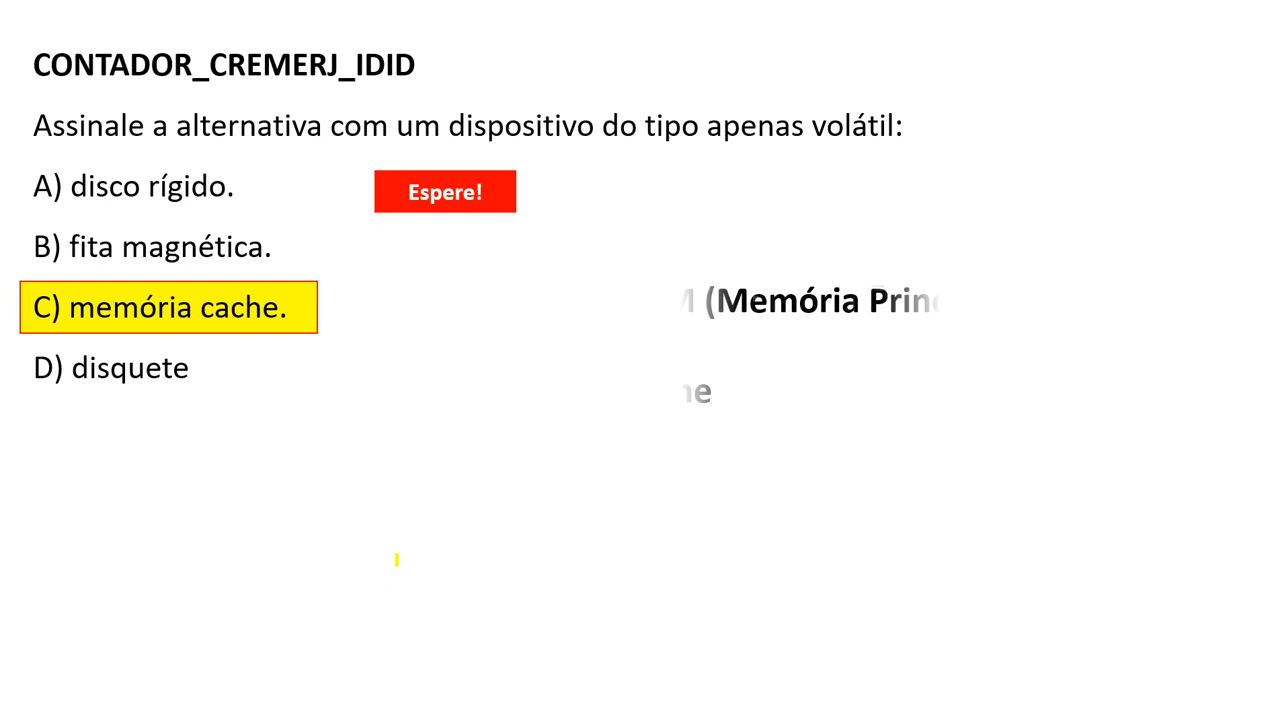 CONTADOR_CREMERJ_IDID
Assinale a alternativa com um dispositivo do tipo apenas volátil:
A) disco rígido.
Espere!
B) fita magnética.
C) memória cache.
(Memória
D) disquete